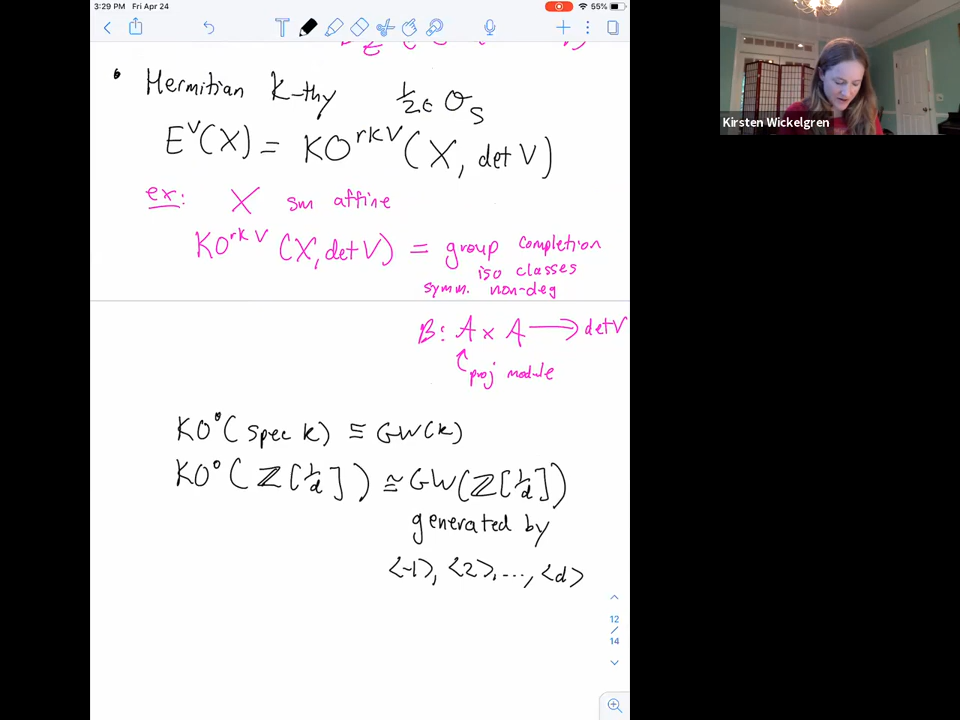 3:29 PM Fri Apr 24
55%
• Hermitian K-thy ½ ∈ O_S
E^V(X) = KO^{rk V}(X, det V)
ex: X sm affine
KO^{rk V}(X, det V) = group completion
iso classes
symm. non-deg
B: A × A ⟶ det V
proj module
KO^0(spec k) ≅ GW(k)
KO^0(ℤ[1/d]) ≅ GW(ℤ[1/d])
generated by
<-1>, <2>, ..., <d>
12
/
14
Kirsten Wickelgren